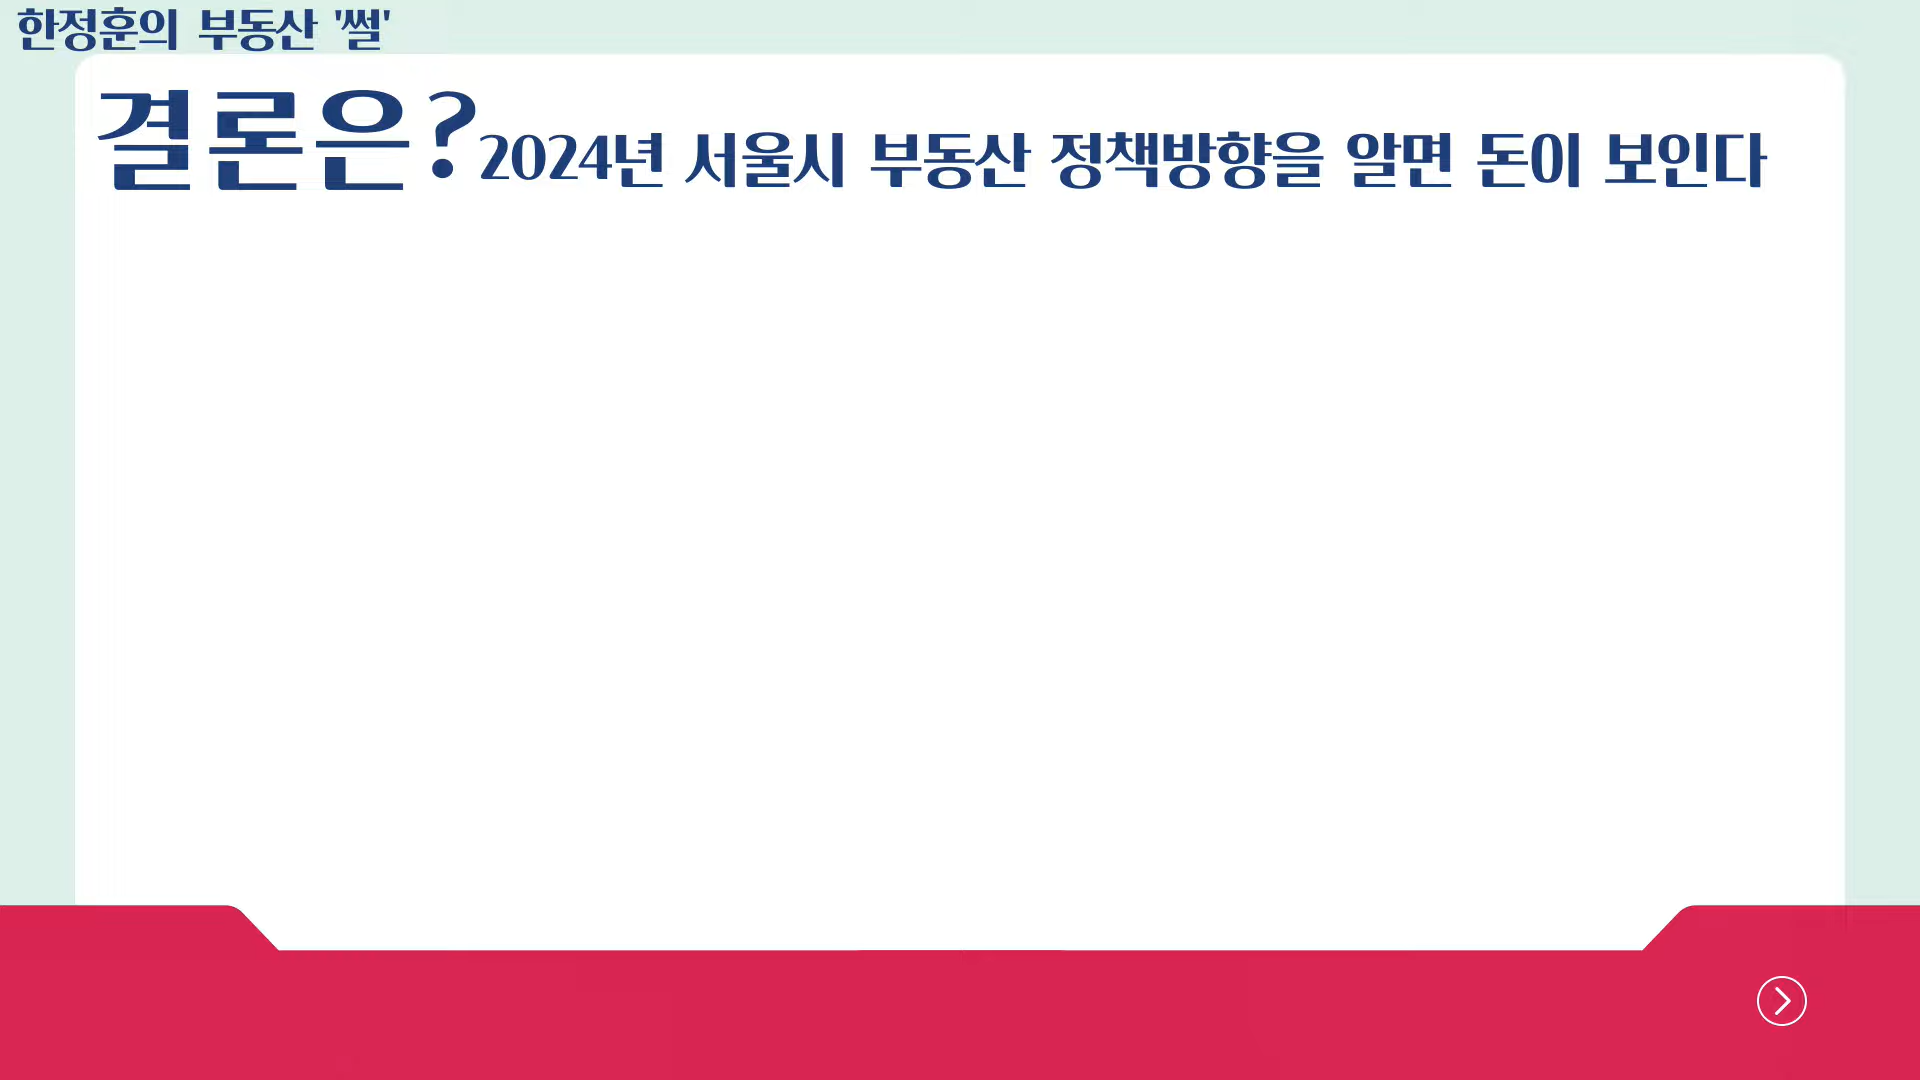 한정훈의 부동산 '썰'
결론은?2024년 서울시 부동산 정책방향을 알면 돈이 보인다